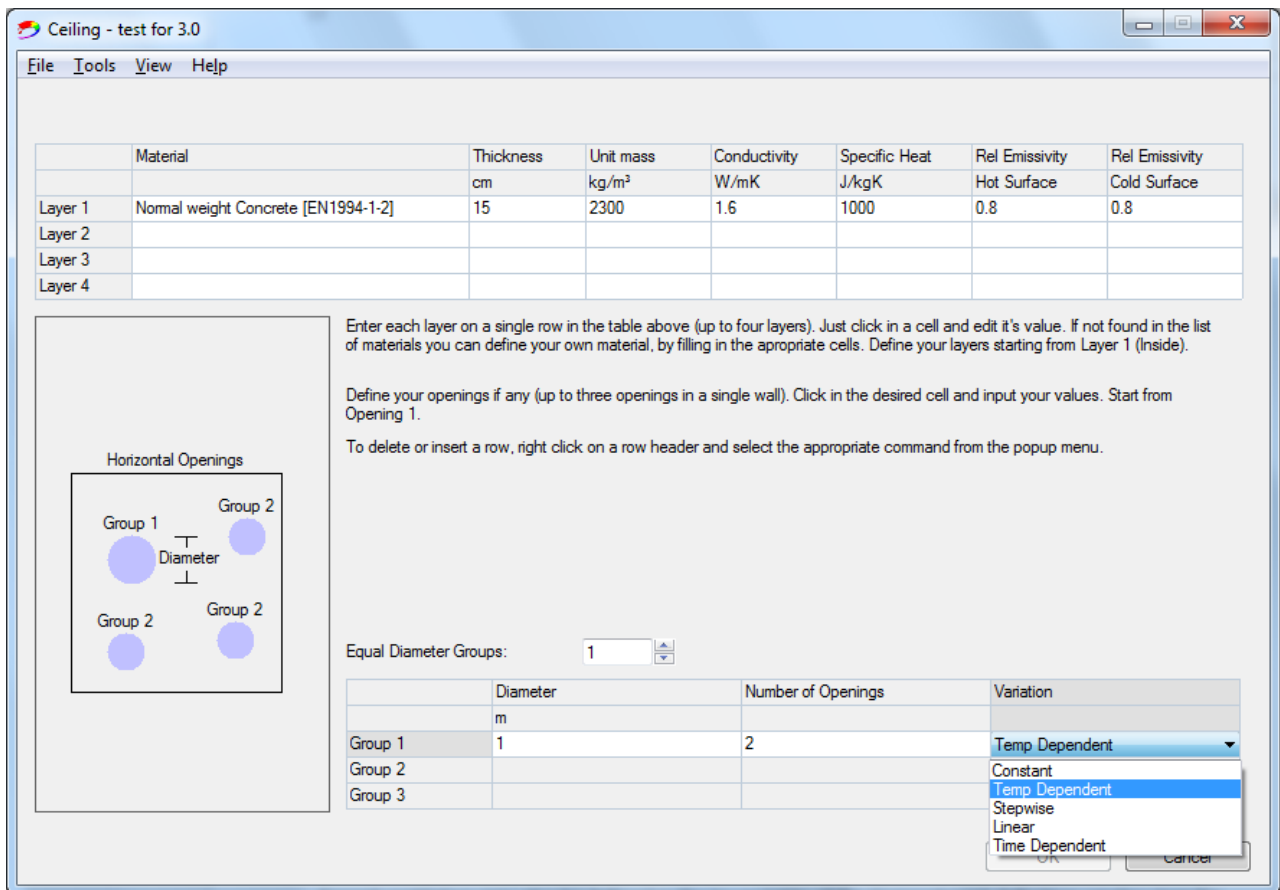 Ceiling - test for 3.0
File Tools View Help
Material Thickness Unit mass Conductivity Specific Heat Rel Emissivity Rel Emissivity
cm kg/m³ W/mK J/kgK Hot Surface Cold Surface
Layer 1 Normal weight Concrete [EN1994-1-2] 15 2300 1.6 1000 0.8 0.8
Layer 2
Layer 3
Layer 4
Enter each layer on a single row in the table above (up to four layers). Just click in a cell and edit it's value. If not found in the list
of materials you can define your own material, by filling in the apropriate cells. Define your layers starting from Layer 1 (Inside).
Define your openings if any (up to three openings in a single wall). Click in the desired cell and input your values. Start from
Opening 1.
To delete or insert a row, right click on a row header and select the appropriate command from the popup menu.
Horizontal Openings
Group 2
Group 1
Diameter
Group 2
Group 2
Equal Diameter Groups: 1
Diameter Number of Openings Variation
m
Group 1 1 2 Temp Dependent
Group 2
Group 3
Constant
Temp Dependent
Stepwise
Linear
Time Dependent
OK Cancel